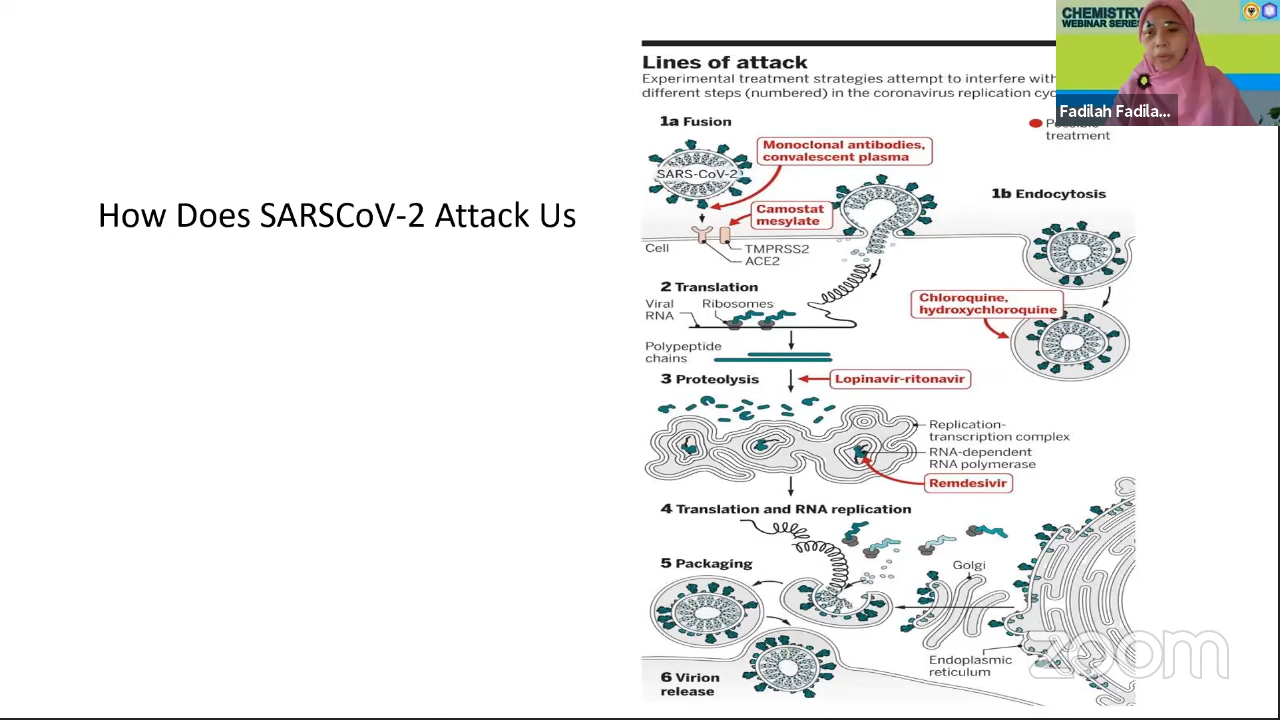 How Does SARSCoV-2 Attack Us
Lines of attack
Experimental treatment strategies attempt to interfere with
different steps (numbered) in the coronavirus replication
1a Fusion
Monoclonal antibodies,
convalescent plasma
SARS-CoV-2
Camostat
mesylate
Cell
TMPRSS2
ACE2
treatment
1b Endocytosis
2 Translation
Viral
RNA
Ribosomes
Chloroquine,
hydroxychloroquine
Polypeptide
chains
3 Proteolysis
Lopinavir-ritonavir
Replication-
transcription complex
RNA-dependent
RNA polymerase
Remdesivir
4 Translation and RNA replication
5 Packaging
Golgi
Endoplasmic
reticulum
6 Virion
release
CHEMISTRY
WEBINAR SERIES
Fadilah Fadila...
zoom